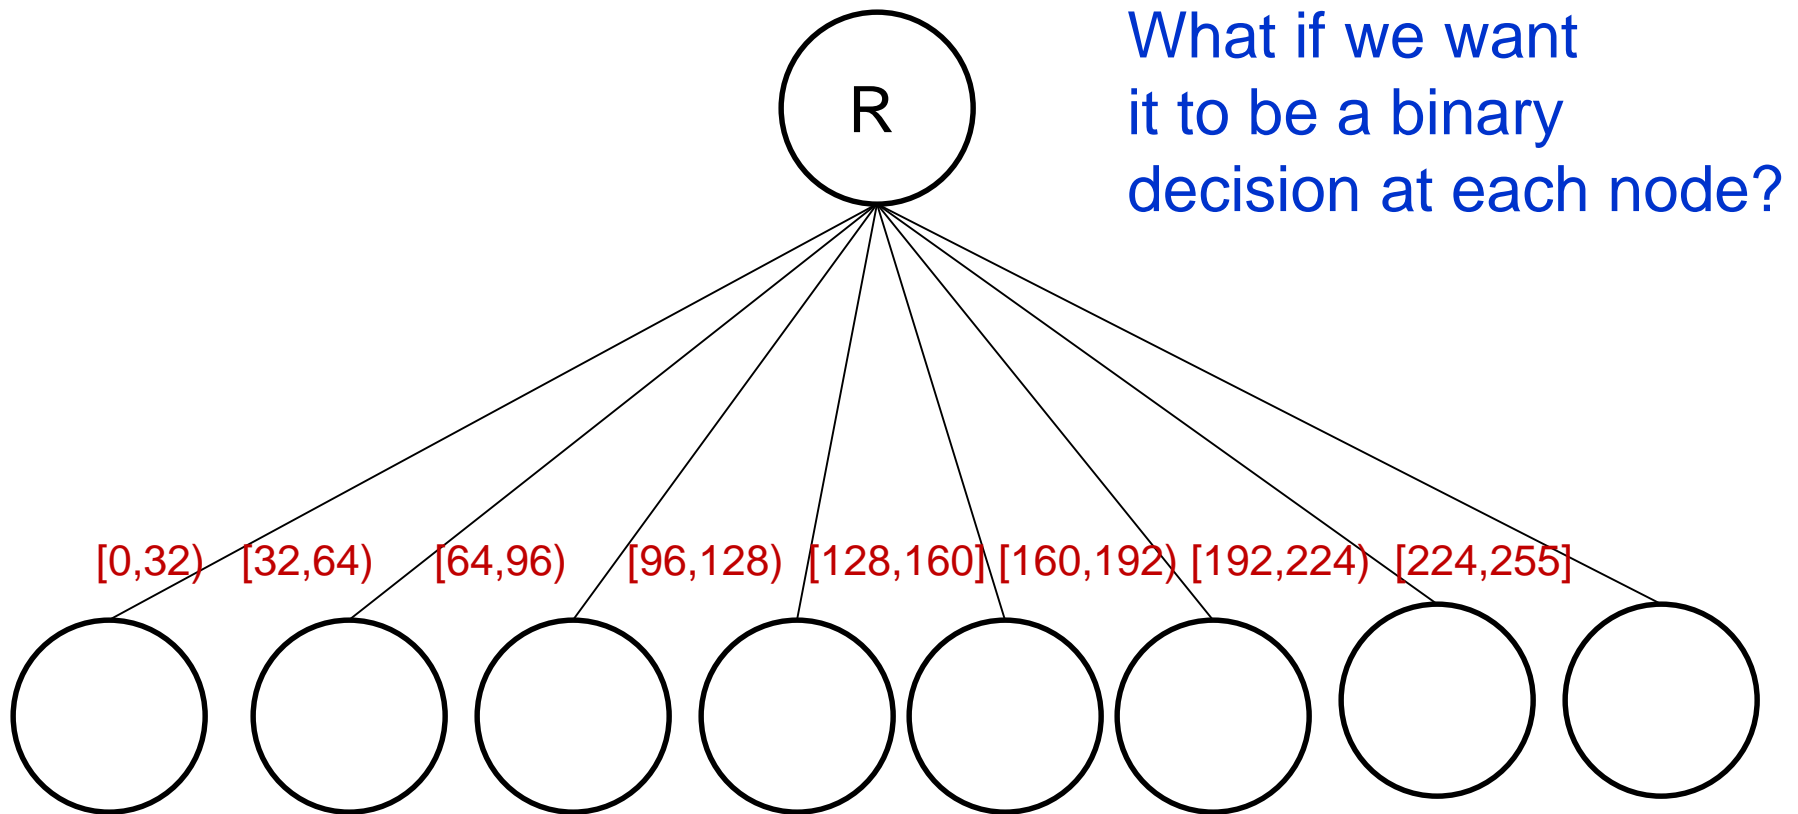 What if we want
it to be a binary
decision at each node?
R
[0,32) [32,64) [64,96) [96,128) [128,160] [160,192) [192,224) [224,255]